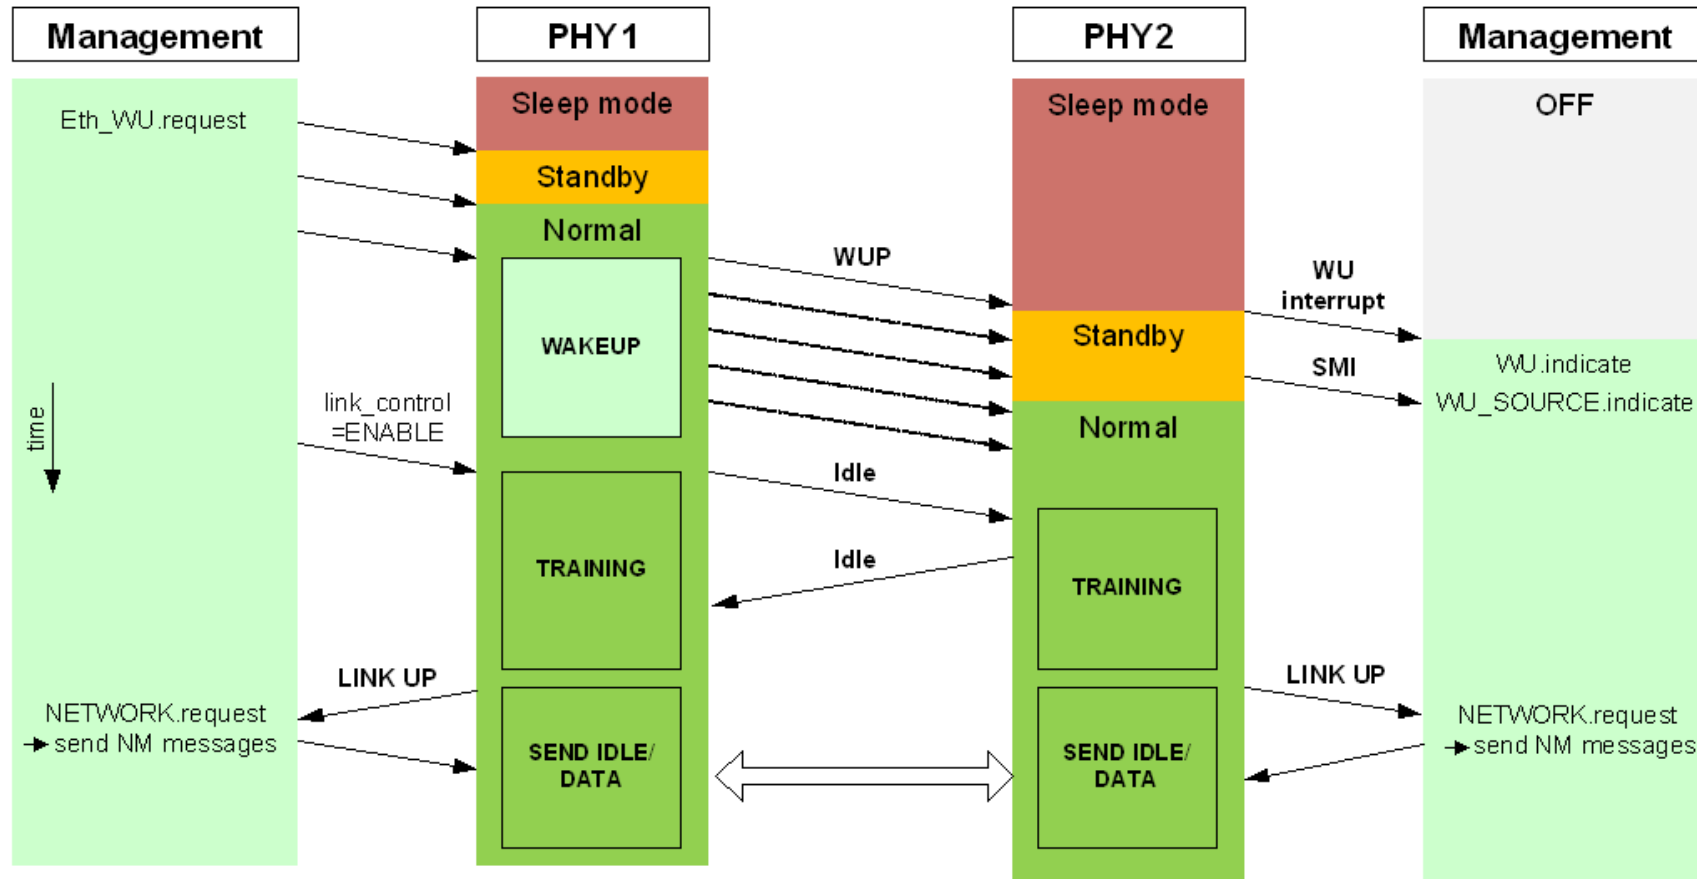 Management
PHY1
PHY2
Management
Eth_WU.request
Sleep mode
Standby
Normal
WAKEUP
time
link_control
=ENABLE
TRAINING
LINK UP
NETWORK.request
send NM messages
SEND IDLE/
DATA
WUP
Idle
Idle
Sleep mode
Standby
Normal
TRAINING
SEND IDLE/
DATA
WU
interrupt
SMI
LINK UP
OFF
WU.indicate
WU_SOURCE.indicate
NETWORK.request
send NM messages